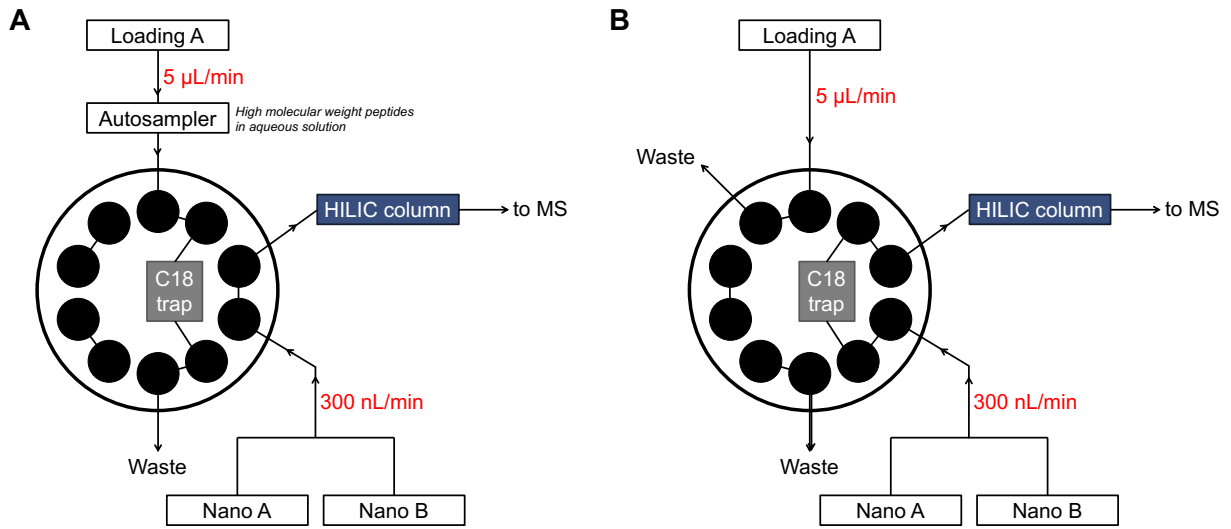 A
Loading A
5 µL/min
Autosampler
High molecular weight peptides
in aqueous solution
HILIC column
to MS
C18
trap
300 nL/min
Waste
Nano A
Nano B
B
Loading A
5 µL/min
Waste
HILIC column
to MS
C18
trap
300 nL/min
Waste
Nano A
Nano B